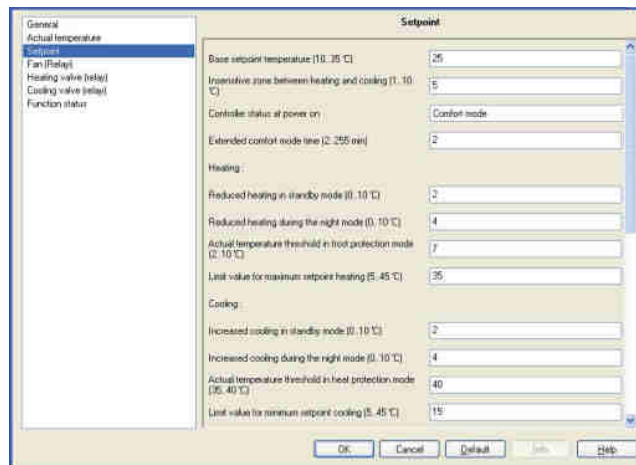 General
Actual temperature
Setpoint
Fan (Relay)
Heating valve (relay)
Cooling valve (relay)
Function status
Setpoint
Base setpoint temperature (10..35 ℃) 25
Insensitive zone between heating and cooling (1..10
℃) 5
Controller status at power on Comfort mode
Extended comfort mode time (2..255 min) 2
Heating :
Reduced heating in standby mode (0..10 ℃) 2
Reduced heating during the night mode (0..10 ℃) 4
Actual temperature threshold in frost protection mode
(2..10 ℃) 7
Limit value for maximum setpoint heating (5..45 ℃) 35
Cooling :
Increased cooling in standby mode (0..10 ℃) 2
Increased cooling during the night mode (0..10 ℃) 4
Actual temperature threshold in heat protection mode
(35..40 ℃) 40
Limit value for minimum setpoint cooling (5..45 ℃) 15
OK Cancel Default Help